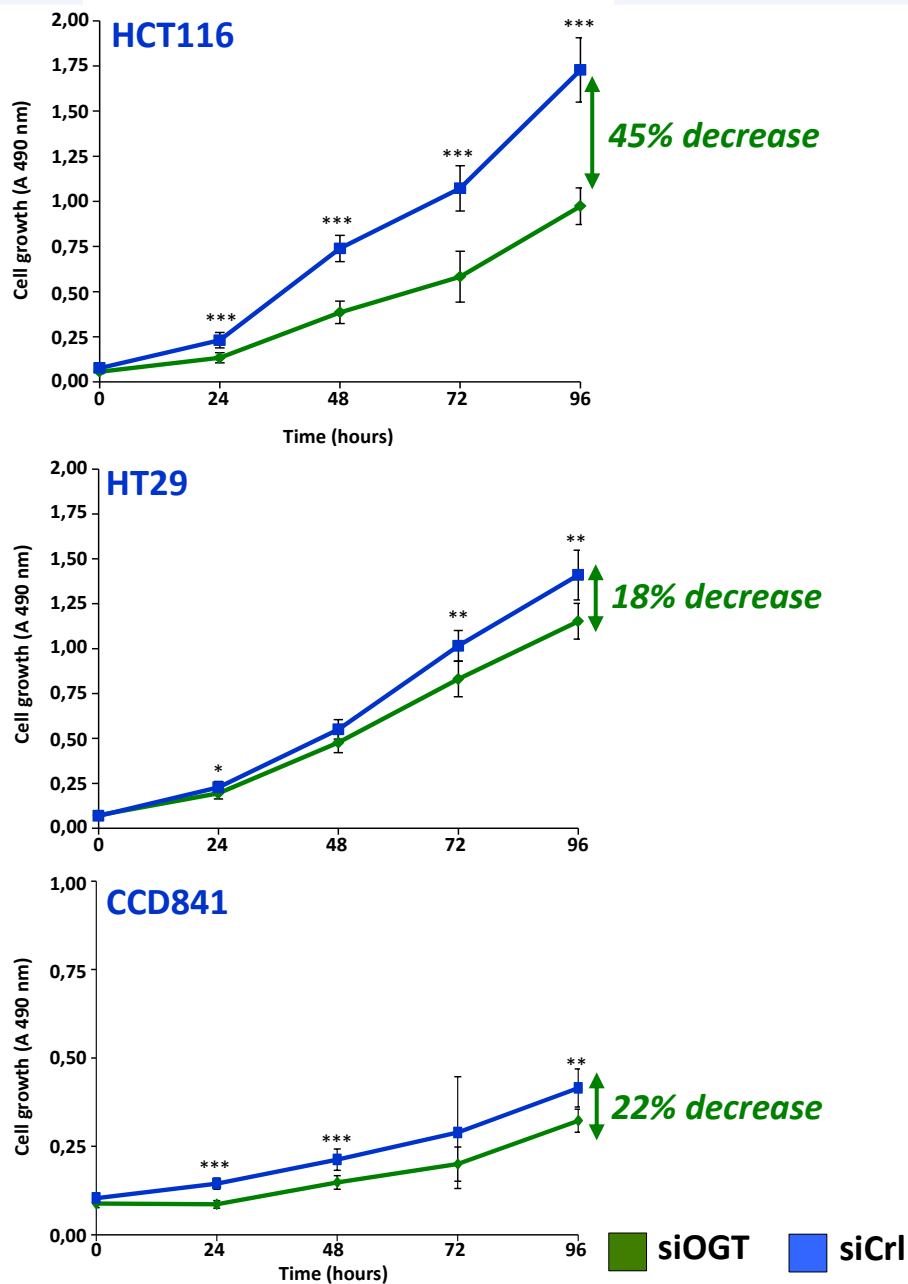 HCT116
Cell growth (A 490 nm)
2,00
1,75
1,50
1,25
1,00
0,75
0,50
0,25
0,00
***
***
***
***
45% decrease
0 24 48 72 96
Time (hours)
HT29
Cell growth (A 490 nm)
2,00
1,75
1,50
1,25
1,00
0,75
0,50
0,25
0,00
*
**
**
18% decrease
0 24 48 72 96
CCD841
Cell growth (A 490 nm)
1,00
0,75
0,50
0,25
0,00
***
***
**
22% decrease
0 24 48 72 96
Time (hours)
siOGT siCrl